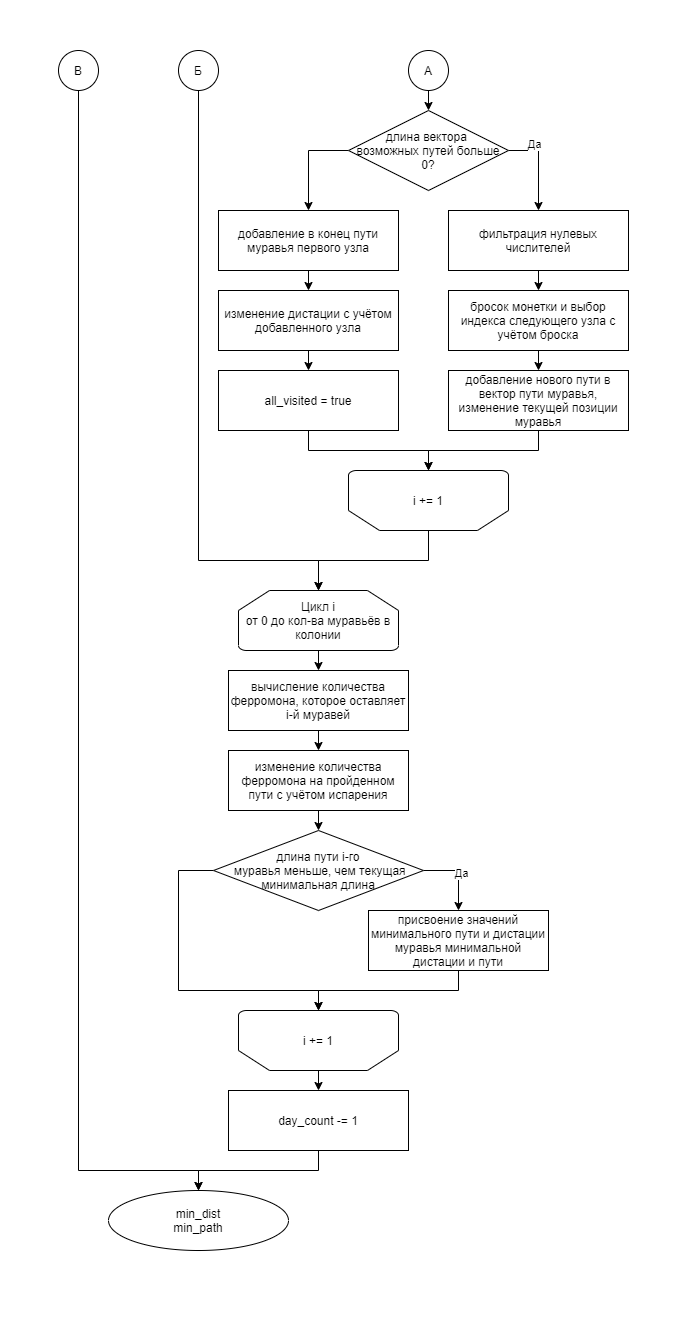 В
Б
А
длина вектора
возможных путей больше
0?
Да
добавление в конец пути
муравья первого узла
фильтрация нулевых
числителей
изменение дистации с учётом
добавленного узла
бросок монетки и выбор
индекса следующего узла с
учётом броска
all_visited = true
добавление нового пути в
вектор пути муравья,
изменение текущей позиции
муравья
i += 1
Цикл i
от 0 до кол-ва муравьёв в
колонии
вычисление количества
ферромона, которое оставляет
i-й муравей
изменение количества
ферромона на пройденном
пути с учётом испарения
длина пути i-го
муравья меньше, чем текущая
минимальная длина
Да
присвоение значений
минимального пути и дистации
муравья минимальной
дистации и пути
i += 1
day_count -= 1
min_dist
min_path